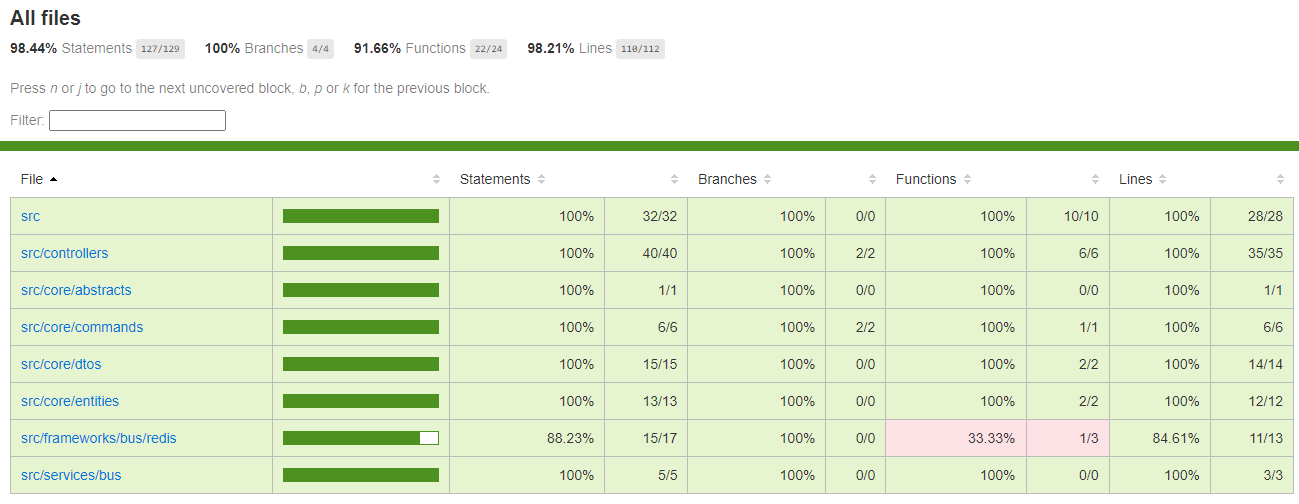 All files
98.44% Statements 127/129 100% Branches 4/4 91.66% Functions 22/24 98.21% Lines 110/112
Press n or j to go to the next uncovered block, b, p or k for the previous block.
Filter:
File Statements Branches Functions Lines
src 100% 32/32 100% 0/0 100% 10/10 100% 28/28
src/controllers 100% 40/40 100% 2/2 100% 6/6 100% 35/35
src/core/abstracts 100% 1/1 100% 0/0 100% 0/0 100% 1/1
src/core/commands 100% 6/6 100% 2/2 100% 1/1 100% 6/6
src/core/dtos 100% 15/15 100% 0/0 100% 2/2 100% 14/14
src/core/entities 100% 13/13 100% 0/0 100% 2/2 100% 12/12
src/frameworks/bus/redis 88.23% 15/17 100% 0/0 33.33% 1/3 84.61% 11/13
src/services/bus 100% 5/5 100% 0/0 100% 0/0 100% 3/3